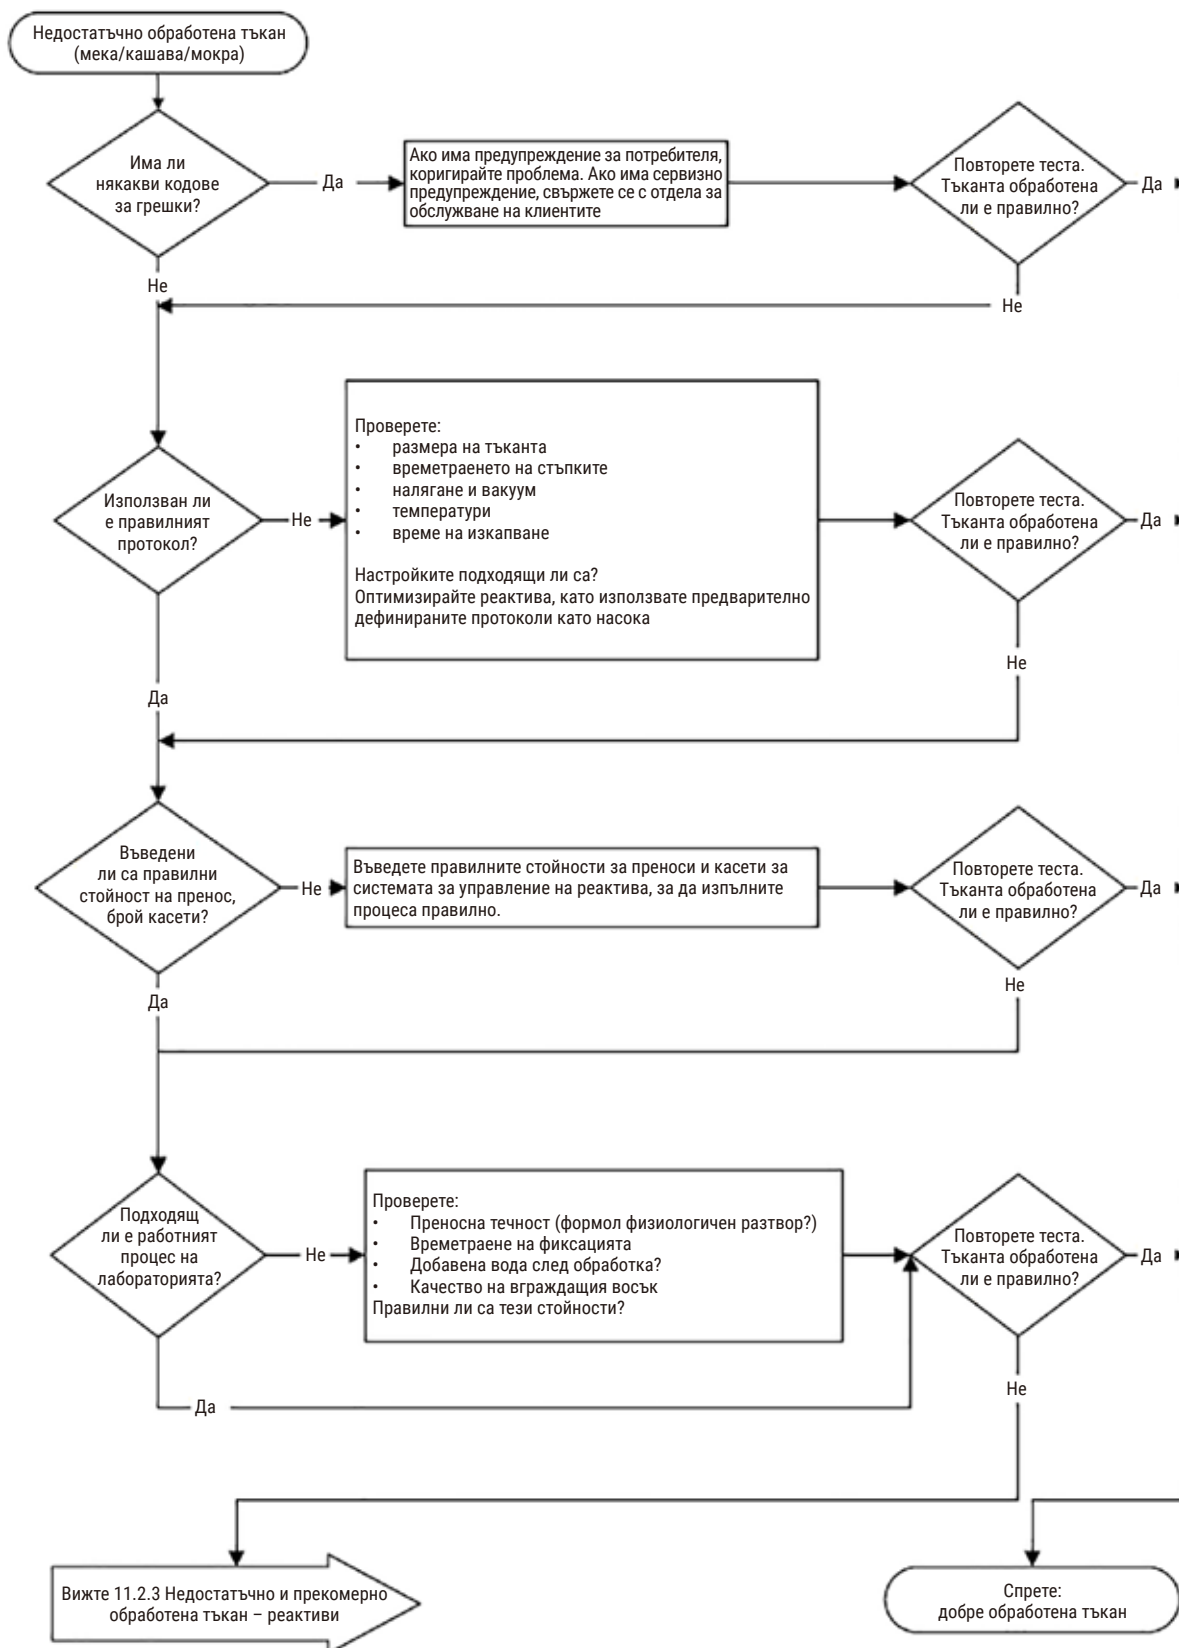 Недостатъчно обработена тъкан
(мека/кашава/мокра)
Има ли
някакви кодове
за грешки?
Да
Ако има предупреждение за потребителя,
коригирайте проблема. Ако има сервизно
предупреждение, свържете се с отдела за
обслужване на клиентите
Повторете теста.
Тъканта обработена
ли е правилно?
Да
Не
Не
Използван ли
е правилният
протокол?
Не
Проверете:
• размера на тъканта
• времетраенето на стъпките
• налягане и вакуум
• температури
• време на изкапване
Настройките подходящи ли са?
Оптимизирайте реактива, като използвате предварително
дефинираните протоколи като насока
Повторете теста.
Тъканта обработена
ли е правилно?
Да
Не
Да
Въведени
ли са правилни
стойност на пренос,
брой касети?
Не
Въведете правилните стойности за преноси и касети за
системата за управление на реактива, за да изпълните
процеса правилно.
Повторете теста.
Тъканта обработена
ли е правилно?
Да
Не
Да
Подходящ
ли е работният
процес на
лабораторията?
Не
Проверете:
• Преносна течност (формол физиологичен разтвор?)
• Времетраене на фиксацията
• Добавена вода след обработка?
• Качество на вграждащия восък
Правилни ли са тези стойности?
Повторете теста.
Тъканта обработена
ли е правилно?
Да
Не
Да
Вижте 11.2.3 Недостатъчно и прекомерно
обработена тъкан – реактиви
Спрете:
добре обработена тъкан